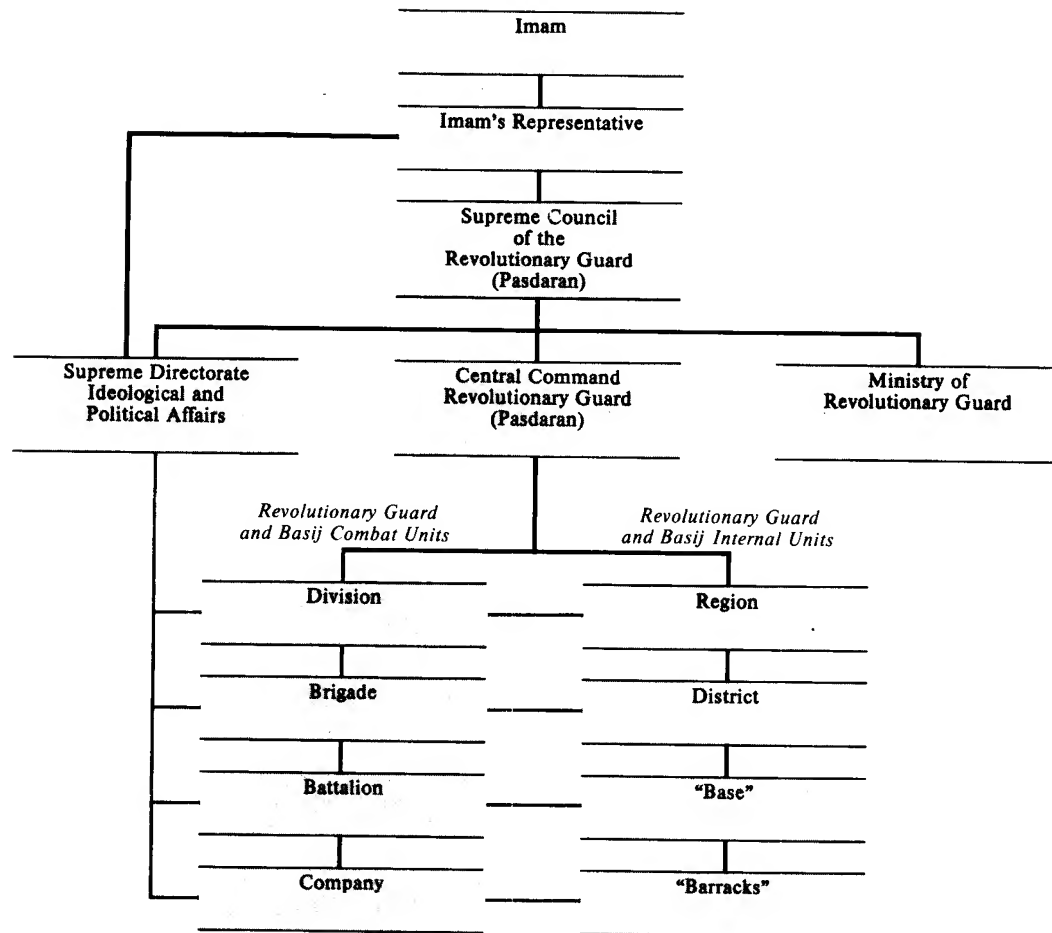 Imam
Imam's Representative
Supreme Council
of the
Revolutionary Guard
(Pasdaran)
Supreme Directorate
Ideological and
Political Affairs
Central Command
Revolutionary Guard
(Pasdaran)
Ministry of
Revolutionary Guard
Revolutionary Guard
and Basij Combat Units
Revolutionary Guard
and Basij Internal Units
Division
Region
Brigade
District
Battalion
"Base"
Company
"Barracks"